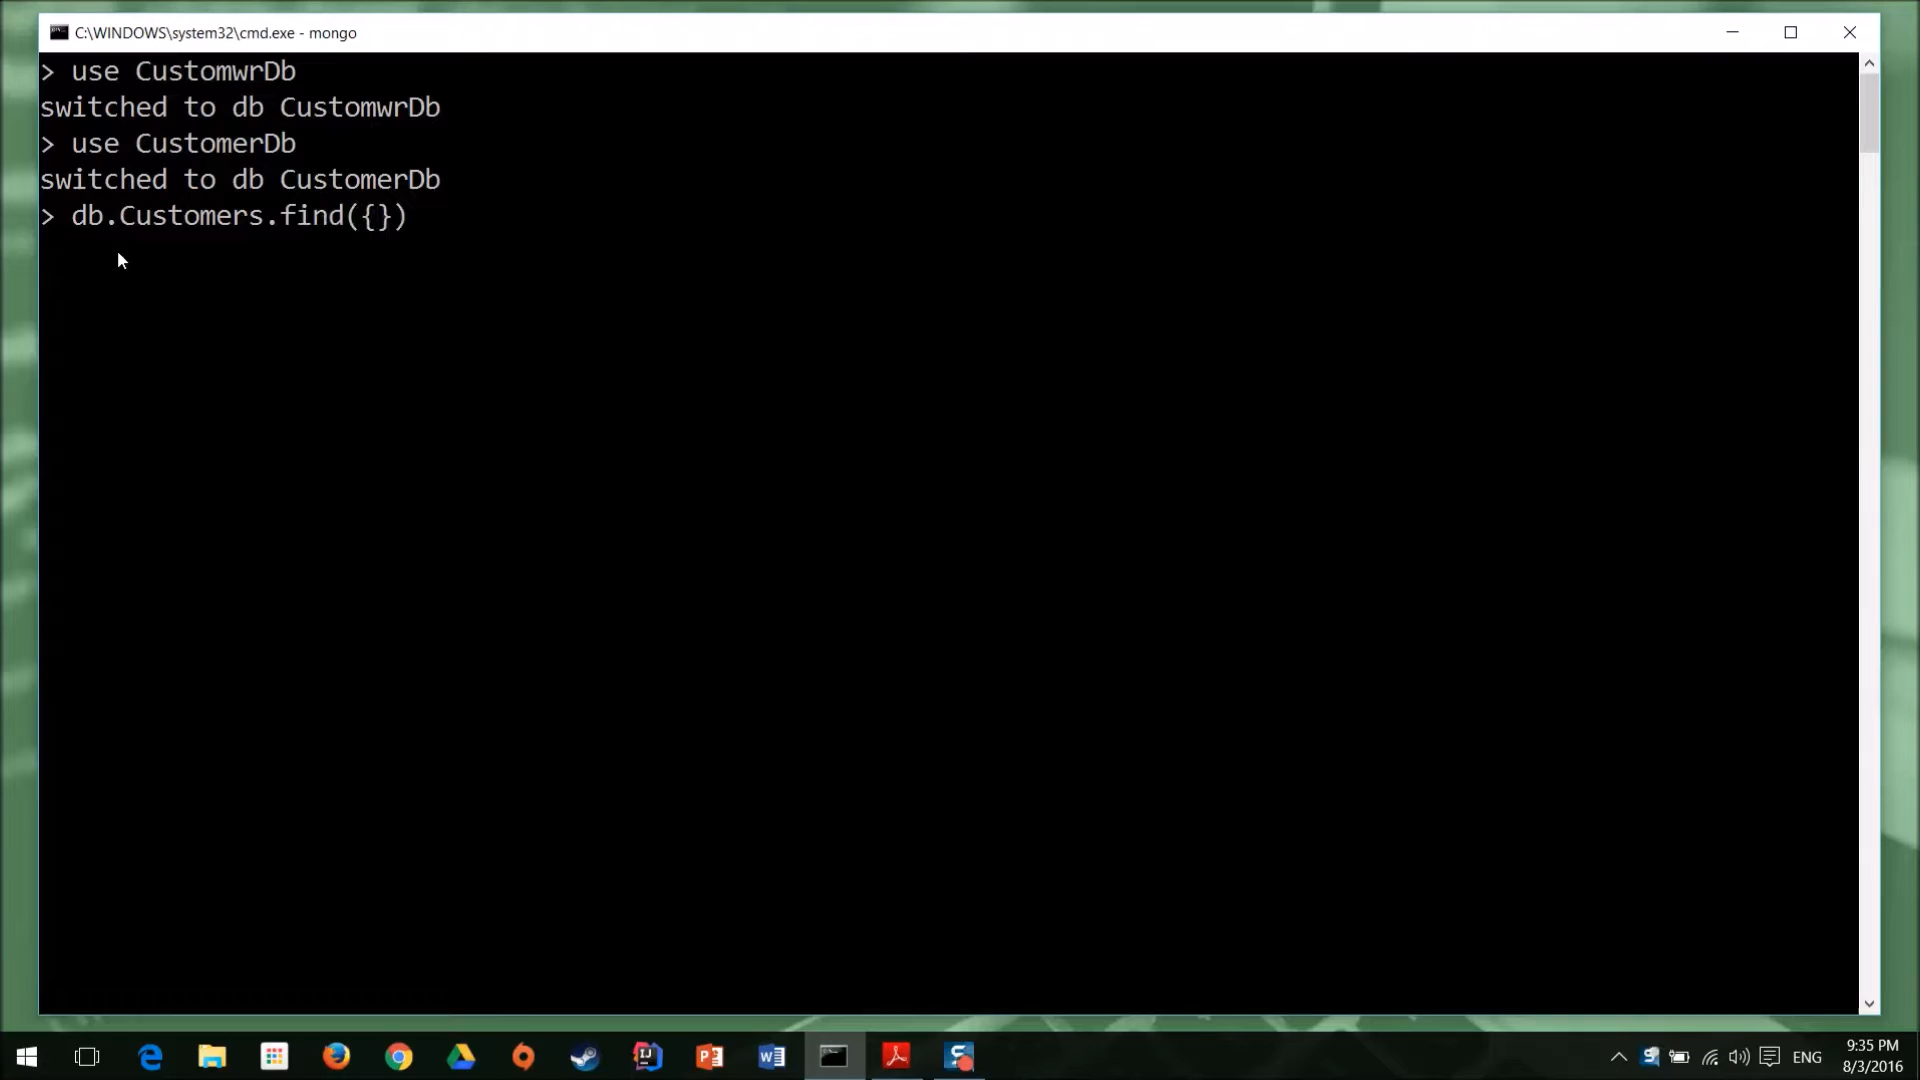 C:\WINDOWS\system32\cmd.exe - mongo
> use CustomwrDb
switched to db CustomwrDb
> use CustomerDb
switched to db CustomerDb
> db.Customers.find({})
ENG
9:35 PM
8/3/2016